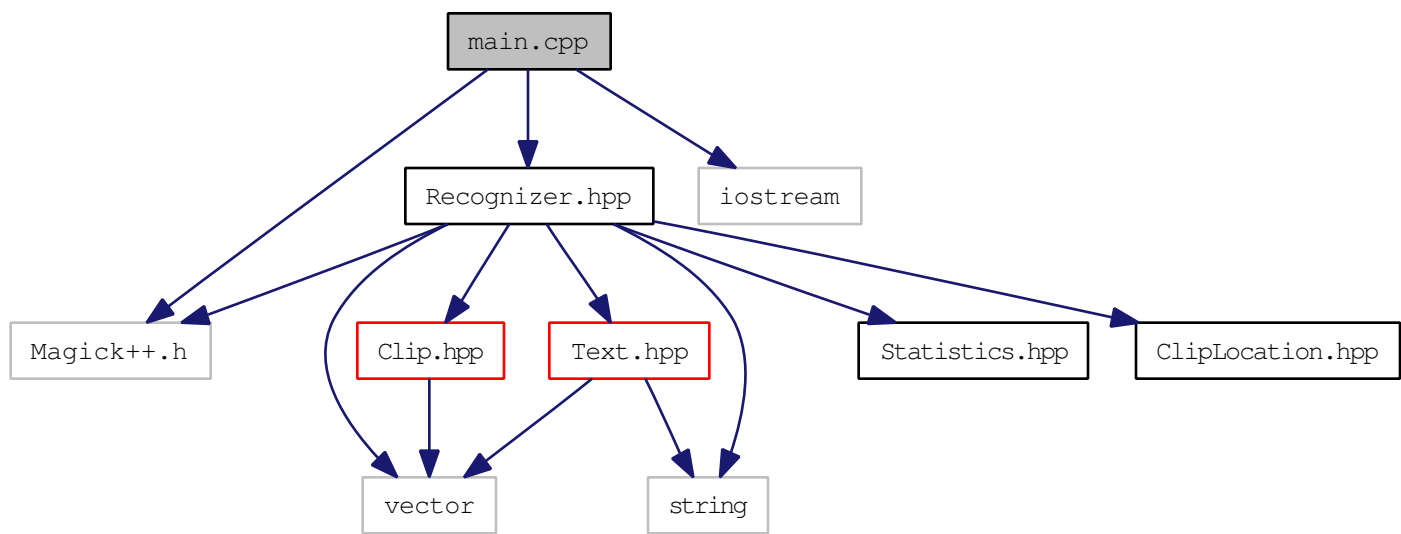 main.cpp
Recognizer.hpp
iostream
Magick++.h
Clip.hpp
Text.hpp
Statistics.hpp
ClipLocation.hpp
vector
string